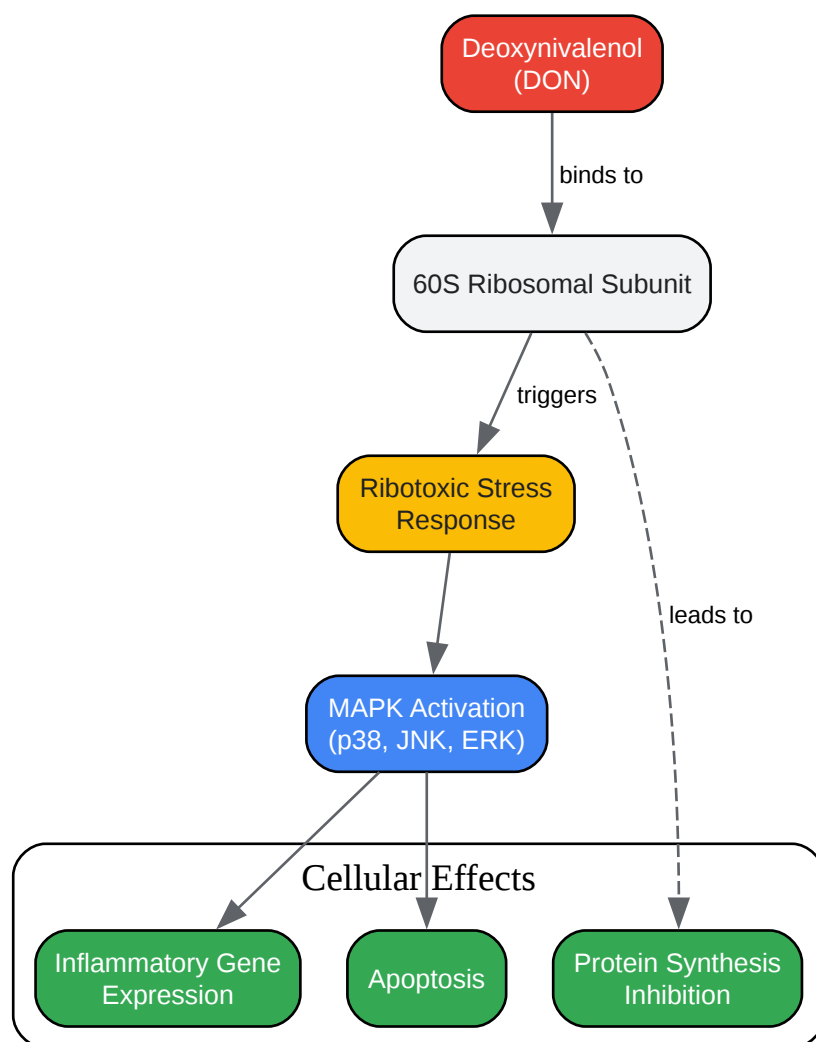 Deoxynivalenol
(DON)
binds to
60S Ribosomal Subunit
triggers
Ribotoxic Stress
Response
leads to
MAPK Activation
(p38, JNK, ERK)
Cellular Effects
Inflammatory Gene
Expression
Apoptosis
Protein Synthesis
Inhibition